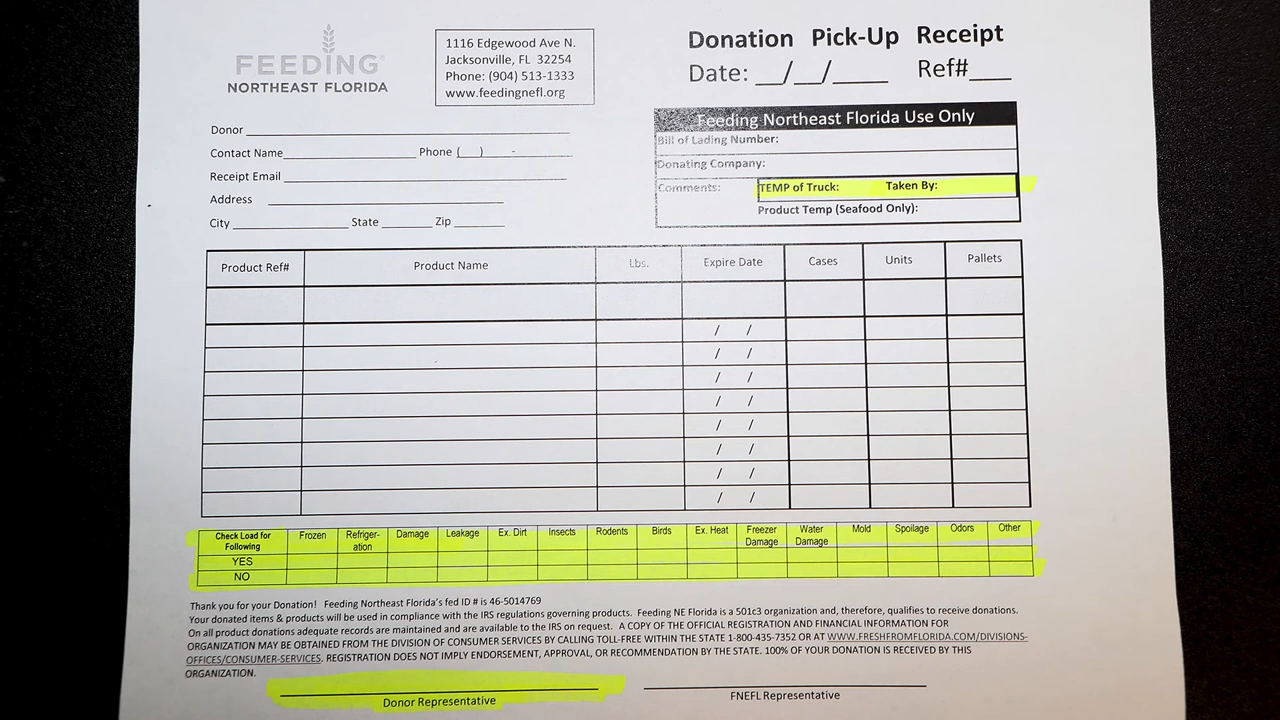 FEEDING
NORTHEAST FLORIDA
1116 Edgewood Ave N.
Jacksonville, FL 32254
Phone: (904) 513-1333
www.feedingnefl.org
Donation Pick-Up Receipt
Date: __/__/____ Ref#___
Donor
Contact Name Phone ( ) -
Receipt Email
Address
City State Zip
Feeding Northeast Florida Use Only
Bill of Lading Number:
Donating Company:
Comments: TEMP of Truck: Taken By:
Product Temp (Seafood Only):
Product Ref# Product Name Lbs. Expire Date Cases Units Pallets
/ /
/ /
/ /
/ /
/ /
/ /
/ /
/ /
Check Load for Frozen Refriger- Damage Leakage Ex. Dirt Insects Rodents Birds Ex. Heat Freezer Water Mold Spoilage Odors Other
Following ation Damage Damage
YES
NO
Thank you for your Donation! Feeding Northeast Florida's fed ID # is 46-5014769
Your donated items & products will be used in compliance with the IRS regulations governing products. Feeding NE Florida is a 501c3 organization and, therefore, qualifies to receive donations.
On all product donations adequate records are maintained and are available to the IRS on request. A COPY OF THE OFFICIAL REGISTRATION AND FINANCIAL INFORMATION FOR
ORGANIZATION MAY BE OBTAINED FROM THE DIVISION OF CONSUMER SERVICES BY CALLING TOLL-FREE WITHIN THE STATE 1-800-435-7352 OR AT WWW.FRESHFROMFLORIDA.COM/DIVISIONS-
OFFICES/CONSUMER-SERVICES. REGISTRATION DOES NOT IMPLY ENDORSEMENT, APPROVAL, OR RECOMMENDATION BY THE STATE. 100% OF YOUR DONATION IS RECEIVED BY THIS
ORGANIZATION.
Donor Representative FNEFL Representative